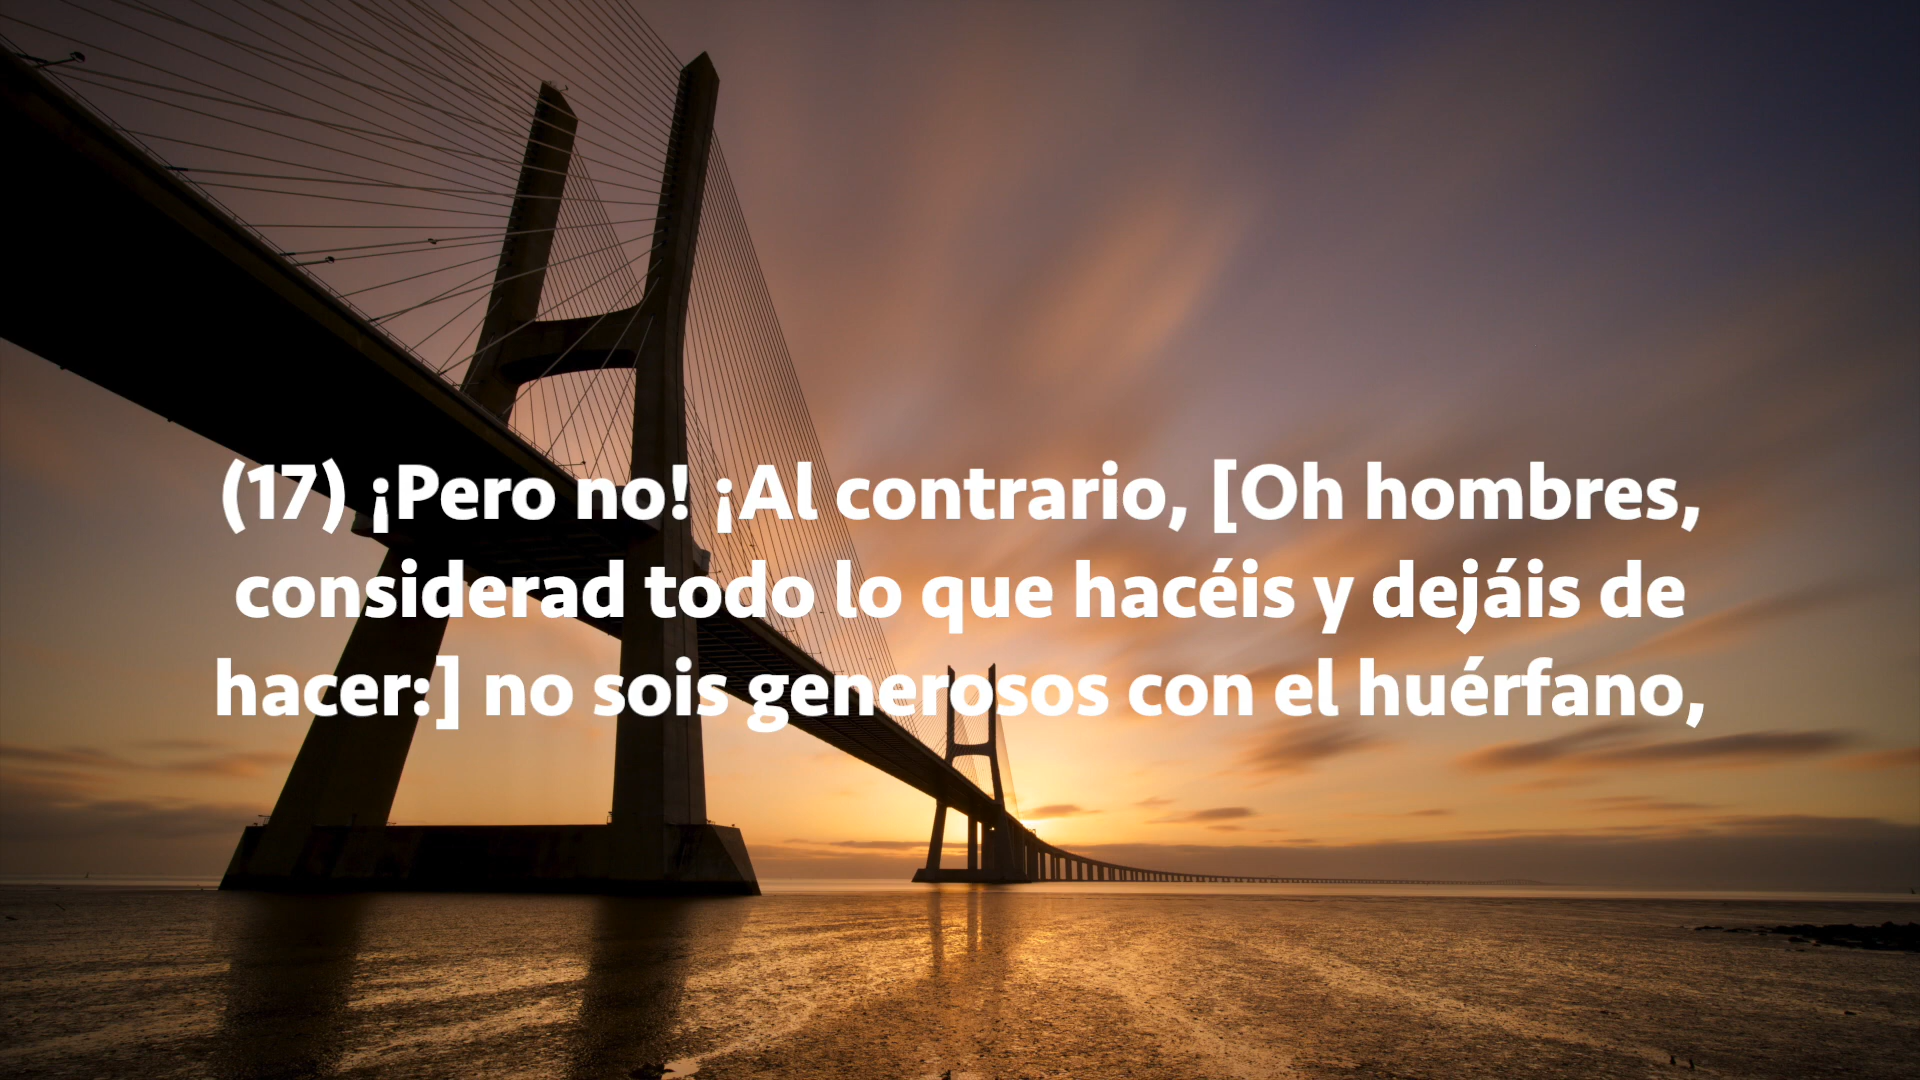 (17) ¡Pero no! ¡Al contrario, [Oh hombres,
considerad todo lo que hacéis y dejáis de
hacer:] no sois generosos con el huérfano,